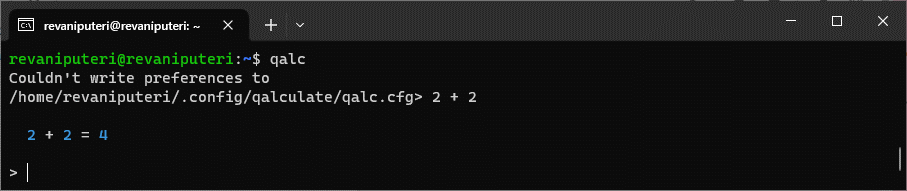 revaniputeri@revaniputeri: ~
revaniputeri@revaniputeri:~$ qalc
Couldn't write preferences to
/home/revaniputeri/.config/qalculate/qalc.cfg> 2 + 2
2 + 2 = 4
>